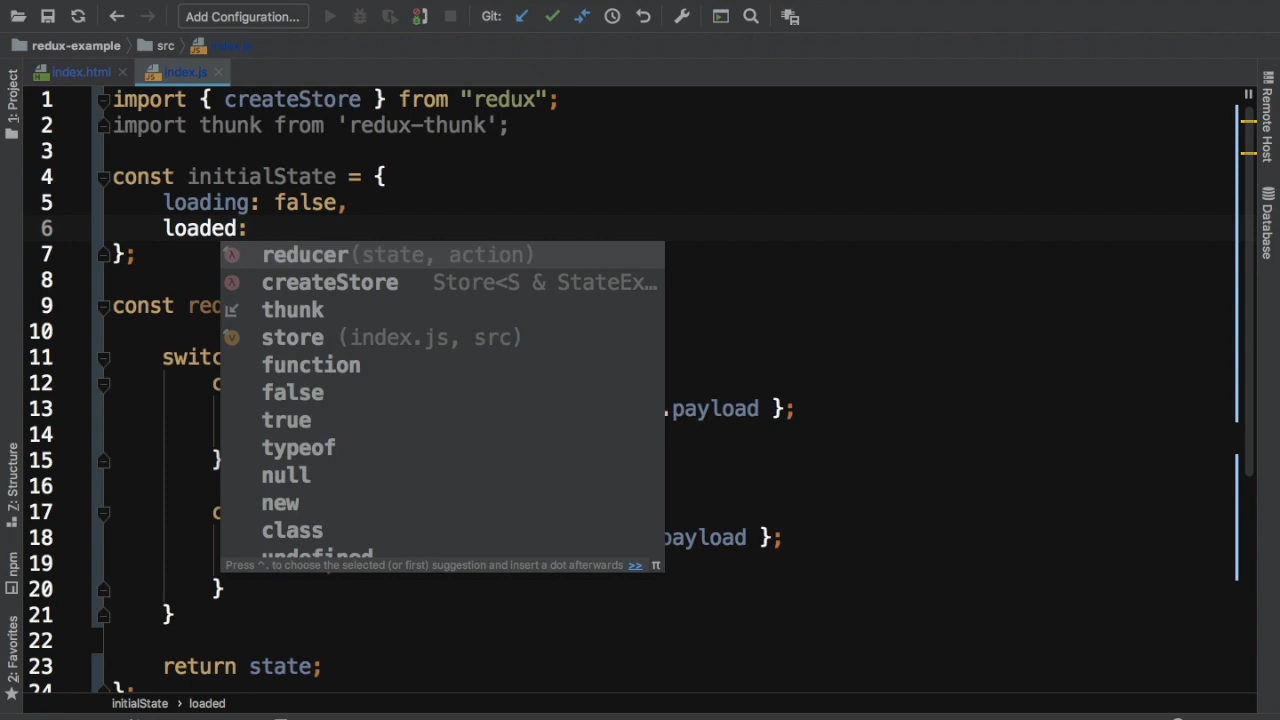 Add Configuration...
Git:
redux-example
src
index.js
index.html
index.js
1: Project
Remote Host
Database
Z: Structure
npm
2: Favorites
1 import { createStore } from "redux";
2 import thunk from 'redux-thunk';
3
4 const initialState = {
5 loading: false,
6 loaded:
7 };
8
9 const red
10
11 switc
12 c
13 .payload };
14
15 }
16
17 c
18 payload };
19
20 }
21 }
22
23 return state;
24 };
reducer(state, action)
createStore Store<S & StateEx...
thunk
store (index.js, src)
function
false
true
typeof
null
new
class
undefined
Press ^. to choose the selected (or first) suggestion and insert a dot afterwards >> π
initialState › loaded